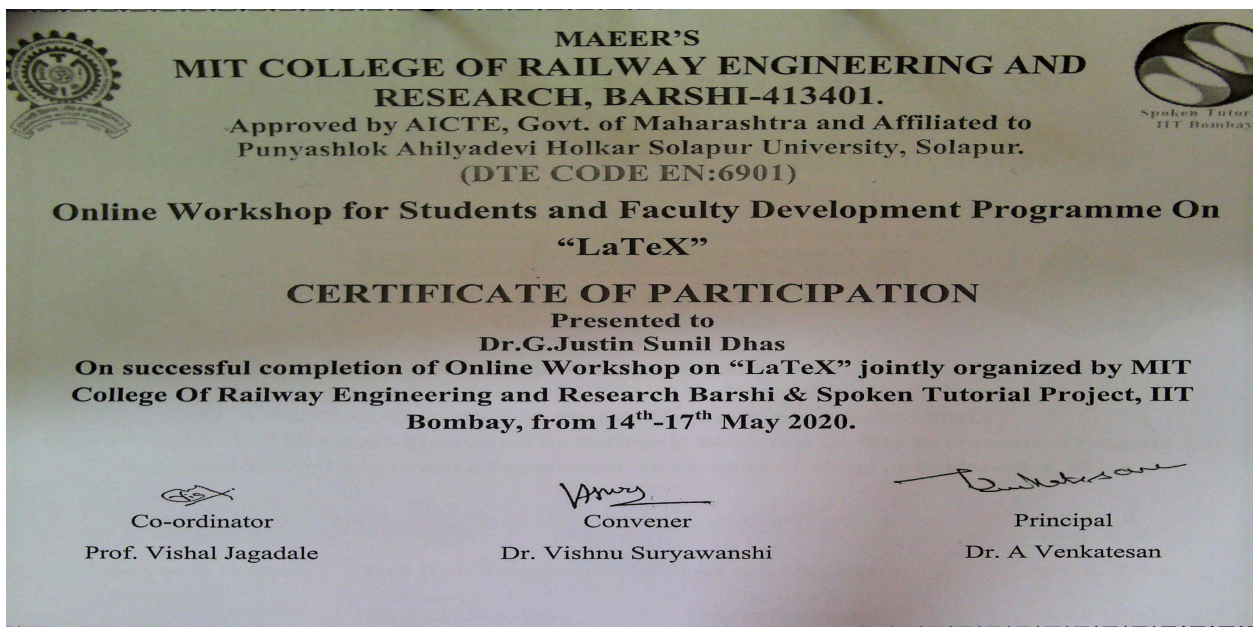 MAEER'S
MIT COLLEGE OF RAILWAY ENGINEERING AND
RESEARCH, BARSHI-413401.
Spoken Tutor
IIT Bombay
Approved by AICTE, Govt. of Maharashtra and Affiliated to
Punyashlok Ahilyadevi Holkar Solapur University, Solapur.
(DTE CODE EN:6901)
Online Workshop for Students and Faculty Development Programme On
“LaTeX”
CERTIFICATE OF PARTICIPATION
Presented to
Dr.G.Justin Sunil Dhas
On successful completion of Online Workshop on “LaTeX” jointly organized by MIT
College Of Railway Engineering and Research Barshi & Spoken Tutorial Project, IIT
Bombay, from 14th-17th May 2020.
Co-ordinator Convener Principal
Prof. Vishal Jagadale Dr. Vishnu Suryawanshi Dr. A Venkatesan